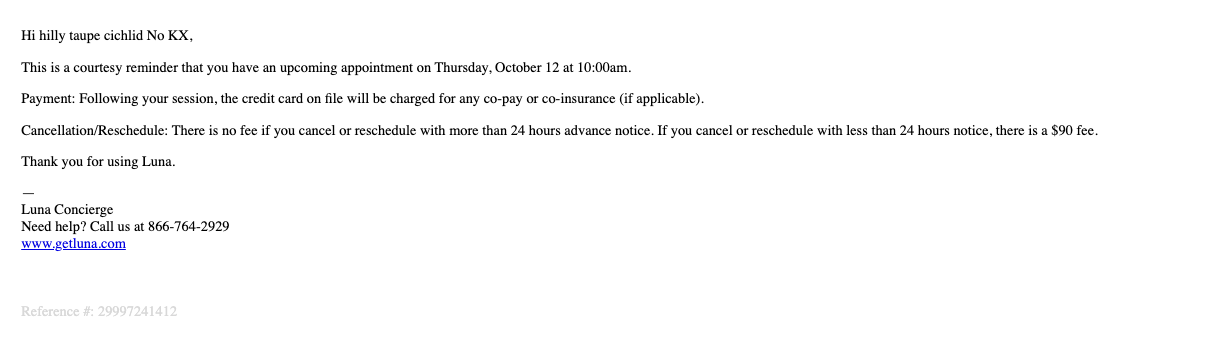 Hi hilly taupe cichlid No KX,
This is a courtesy reminder that you have an upcoming appointment on Thursday, October 12 at 10:00am.
Payment: Following your session, the credit card on file will be charged for any co-pay or co-insurance (if applicable).
Cancellation/Reschedule: There is no fee if you cancel or reschedule with more than 24 hours advance notice. If you cancel or reschedule with less than 24 hours notice, there is a $90 fee.
Thank you for using Luna.
—
Luna Concierge
Need help? Call us at 866-764-2929
www.getluna.com
Reference #: 29997241412